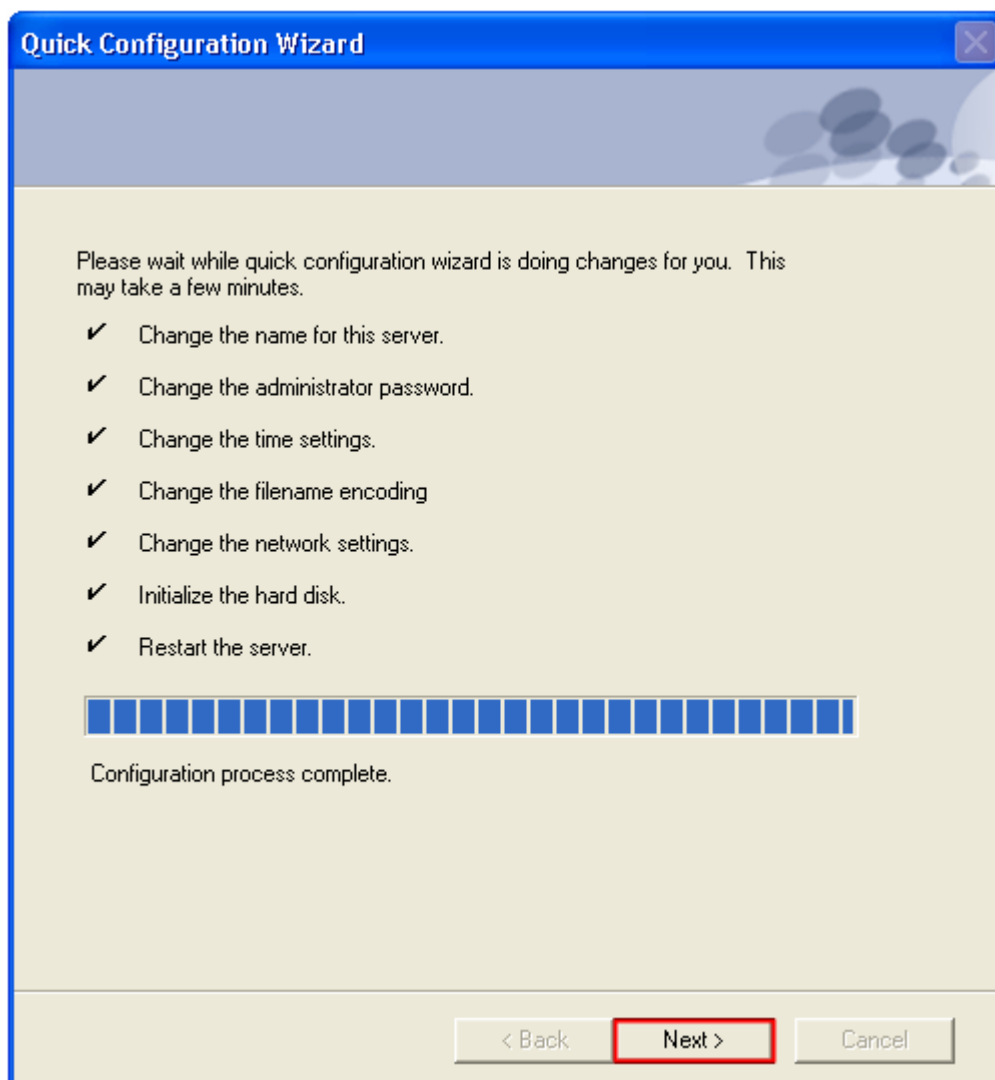 Quick Configuration Wizard
Please wait while quick configuration wizard is doing changes for you.  This
may take a few minutes.
Change the name for this server.
Change the administrator password.
Change the time settings.
Change the filename encoding
Change the network settings.
Initialize the hard disk.
Restart the server.
Configuration process complete.
< Back Next > Cancel